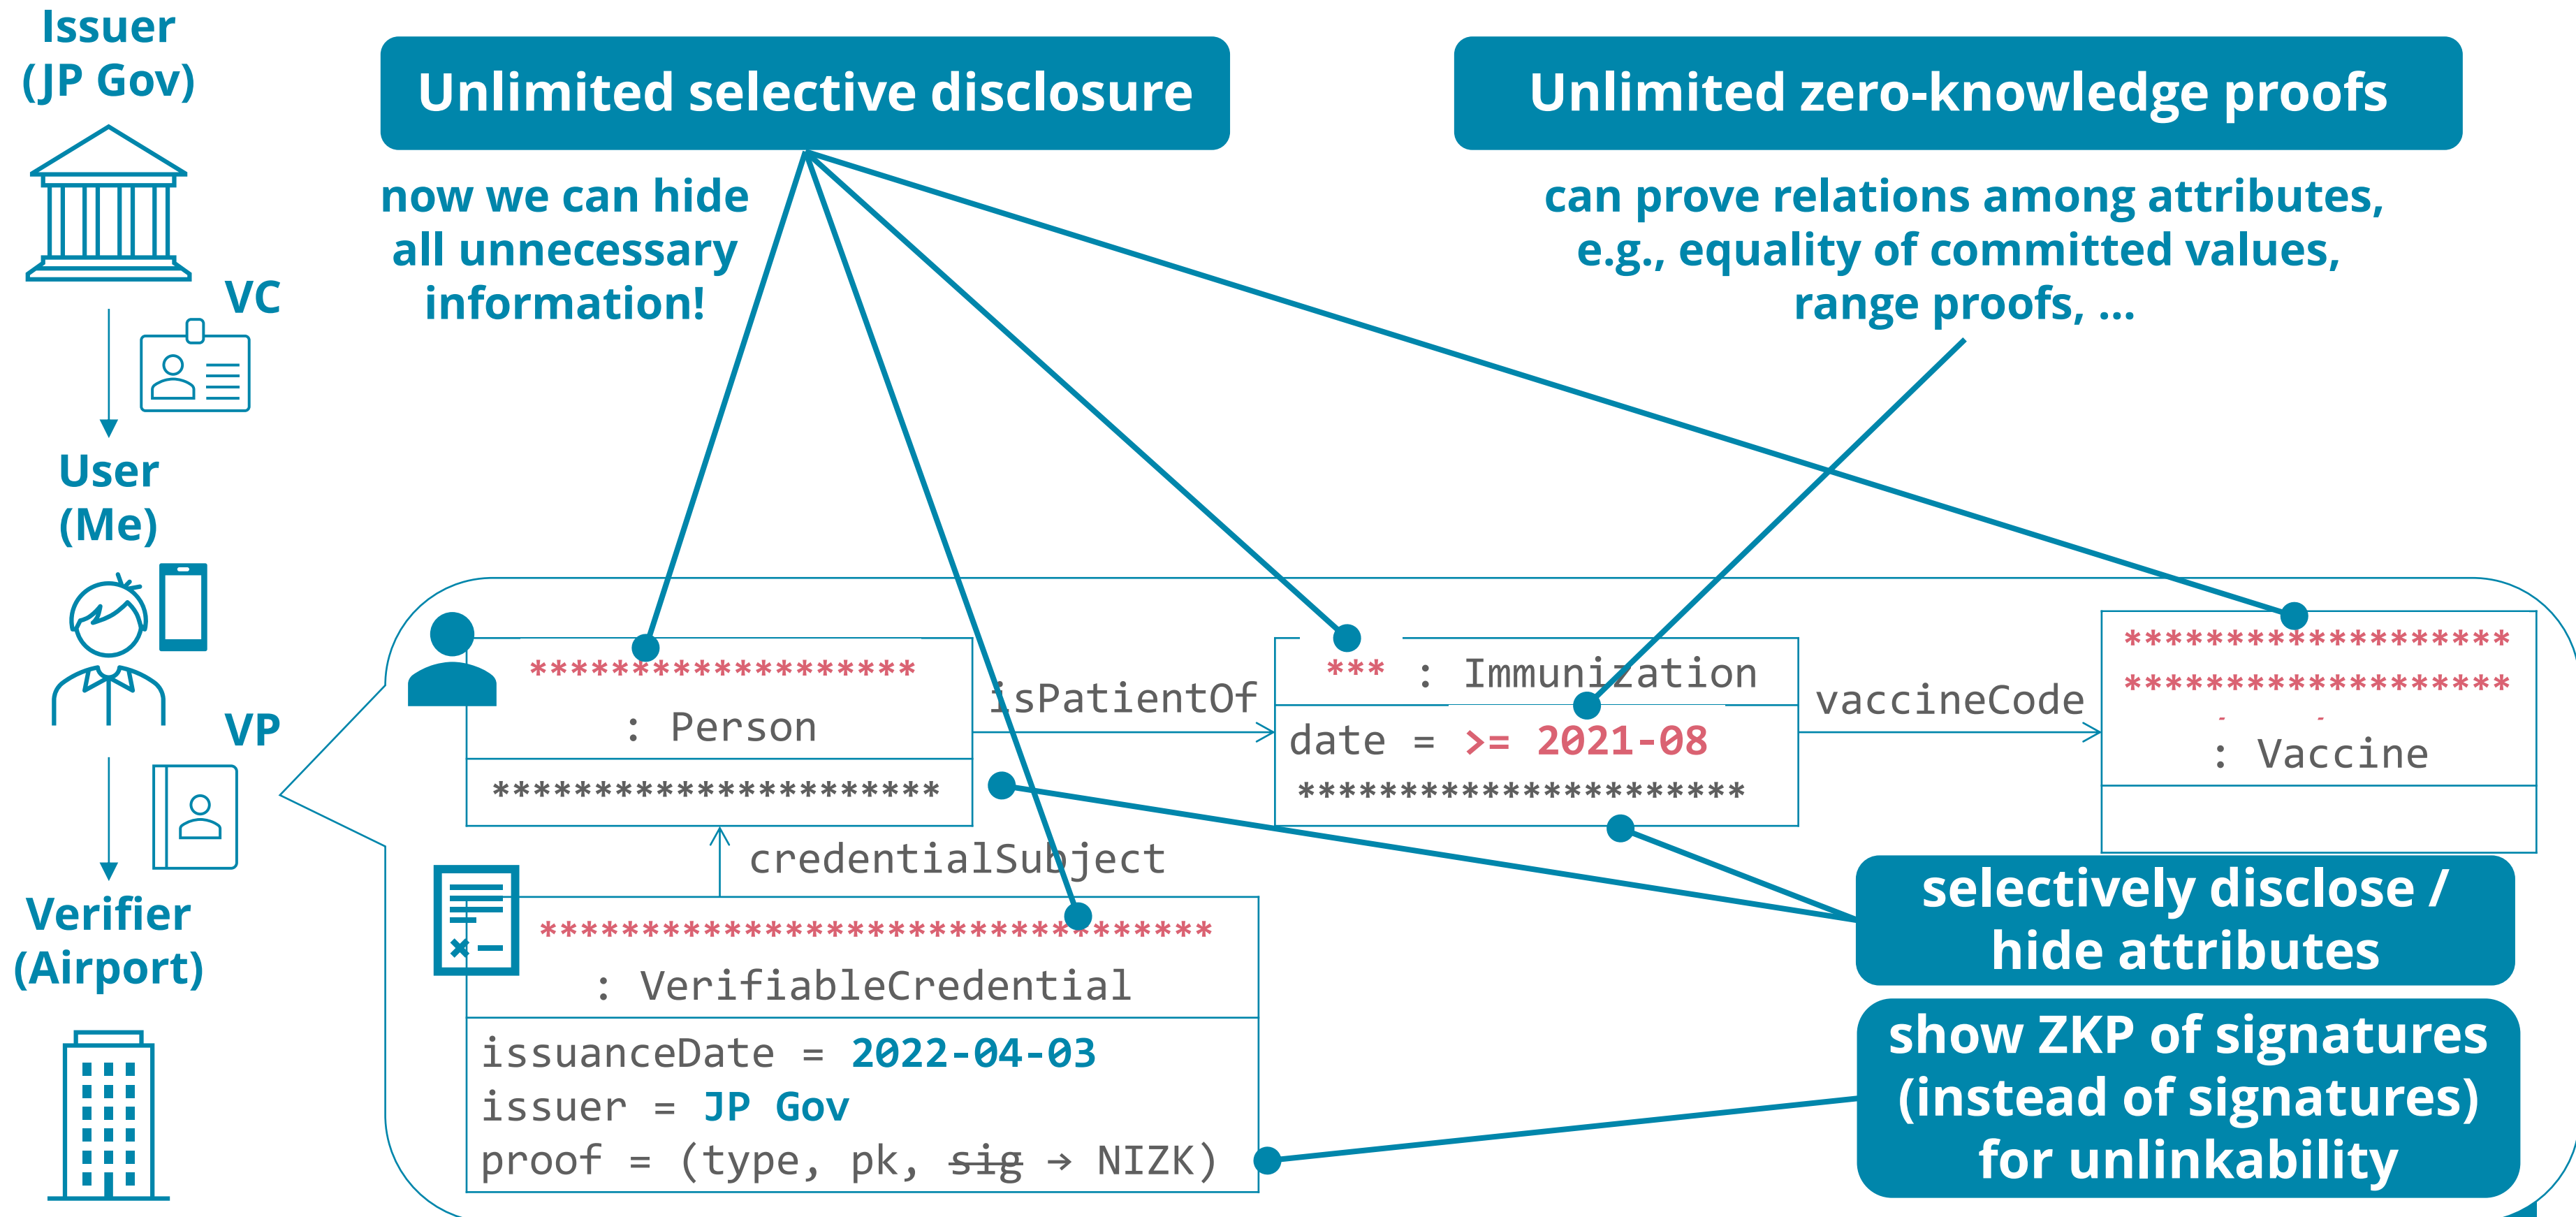 Issuer
(JP Gov)
VC
User
(Me)
VP
Verifier
(Airport)
Unlimited selective disclosure
now we can hide
all unnecessary
information!
Unlimited zero-knowledge proofs
can prove relations among attributes,
e.g., equality of committed values,
range proofs, ...
*******************
: Person
**********************
isPatientOf
*** : Immunization
date = >= 2021-08
**********************
vaccineCode
*******************
*******************
: Vaccine
credentialSubject
*********************************
: VerifiableCredential
issuanceDate = 2022-04-03
issuer = JP Gov
proof = (type, pk, sig → NIZK)
selectively disclose /
hide attributes
show ZKP of signatures
(instead of signatures)
for unlinkability